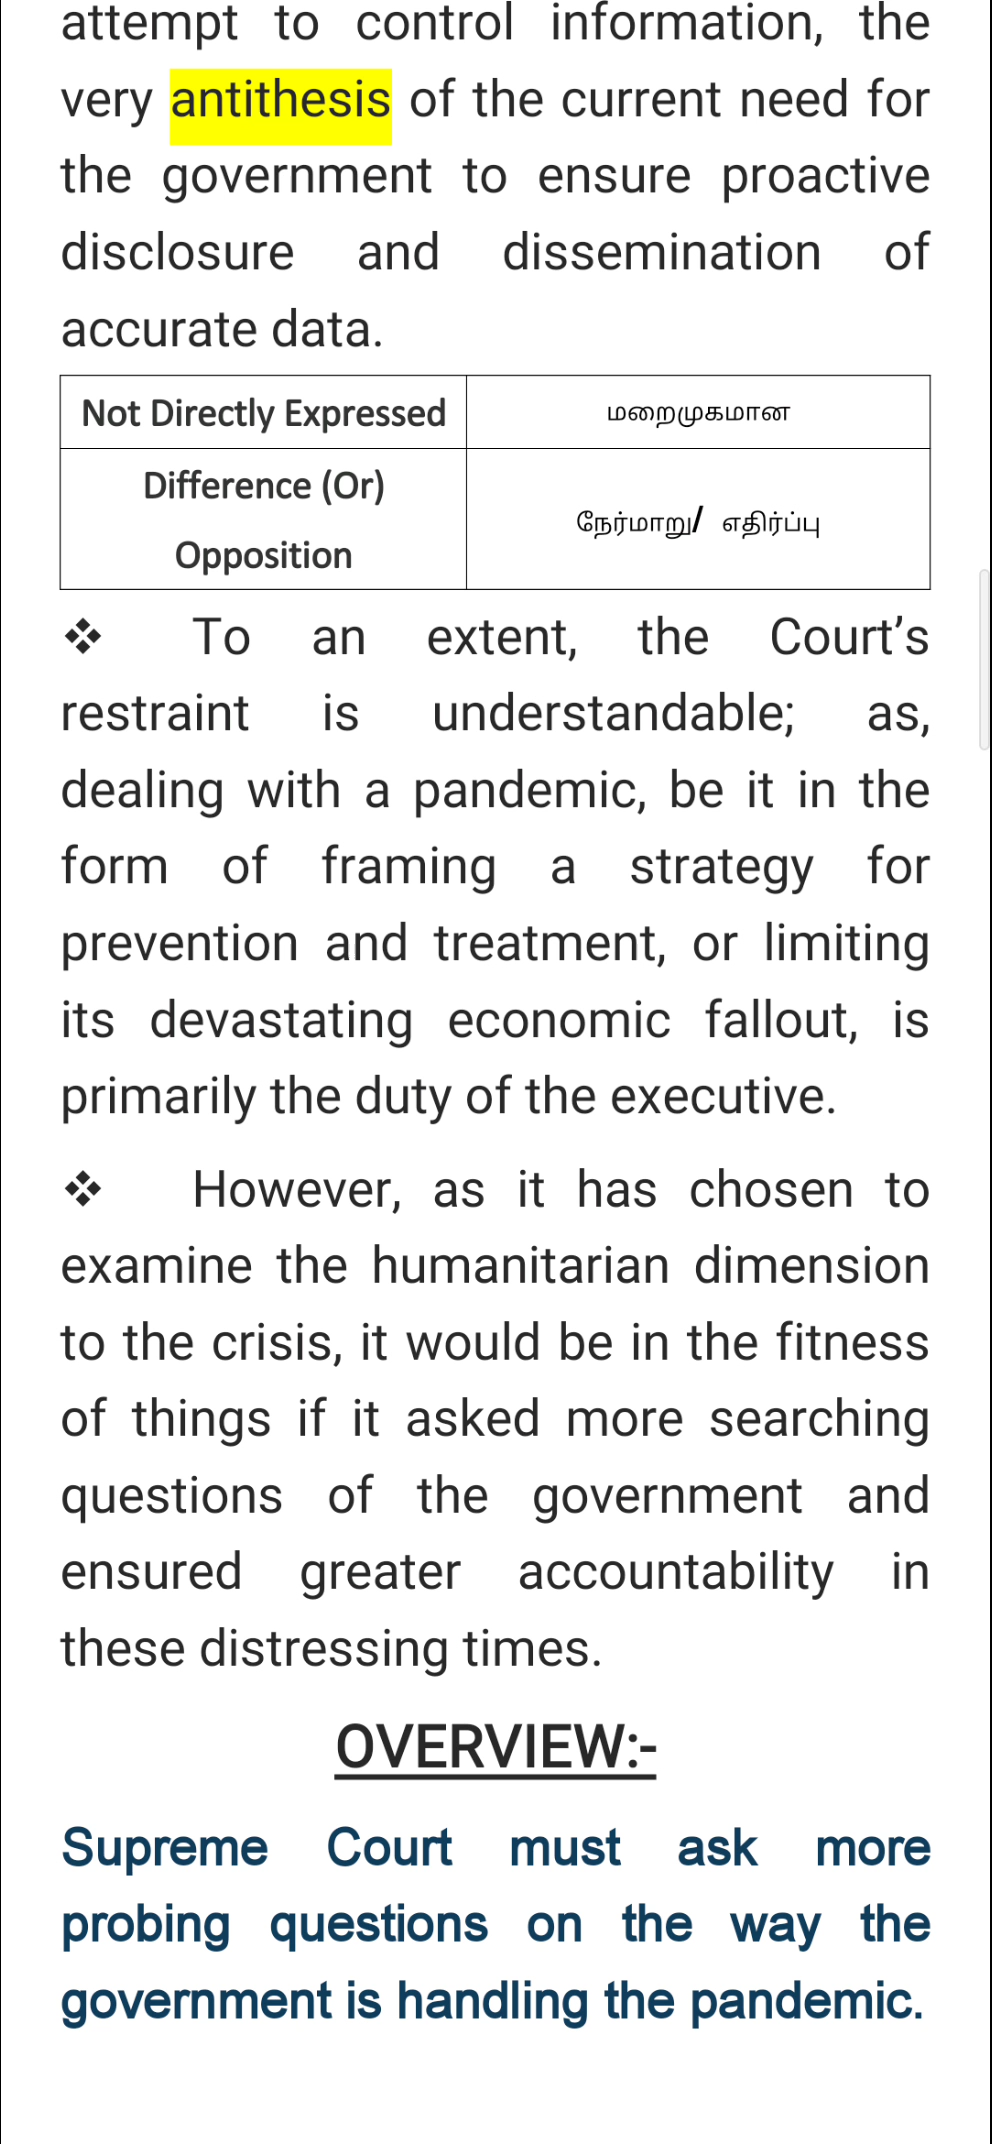 attempt to control information, the
very antithesis of the current need for
the government to ensure proactive
disclosure and dissemination of
accurate data.
Not Directly Expressed மறைமுகமான
Difference (Or)
Opposition
நேர்மாறு/ எதிர்ப்பு
❖ To an extent, the Court’s
restraint is understandable; as,
dealing with a pandemic, be it in the
form of framing a strategy for
prevention and treatment, or limiting
its devastating economic fallout, is
primarily the duty of the executive.
❖ However, as it has chosen to
examine the humanitarian dimension
to the crisis, it would be in the fitness
of things if it asked more searching
questions of the government and
ensured greater accountability in
these distressing times.
OVERVIEW:-
Supreme Court must ask more
probing questions on the way the
government is handling the pandemic.